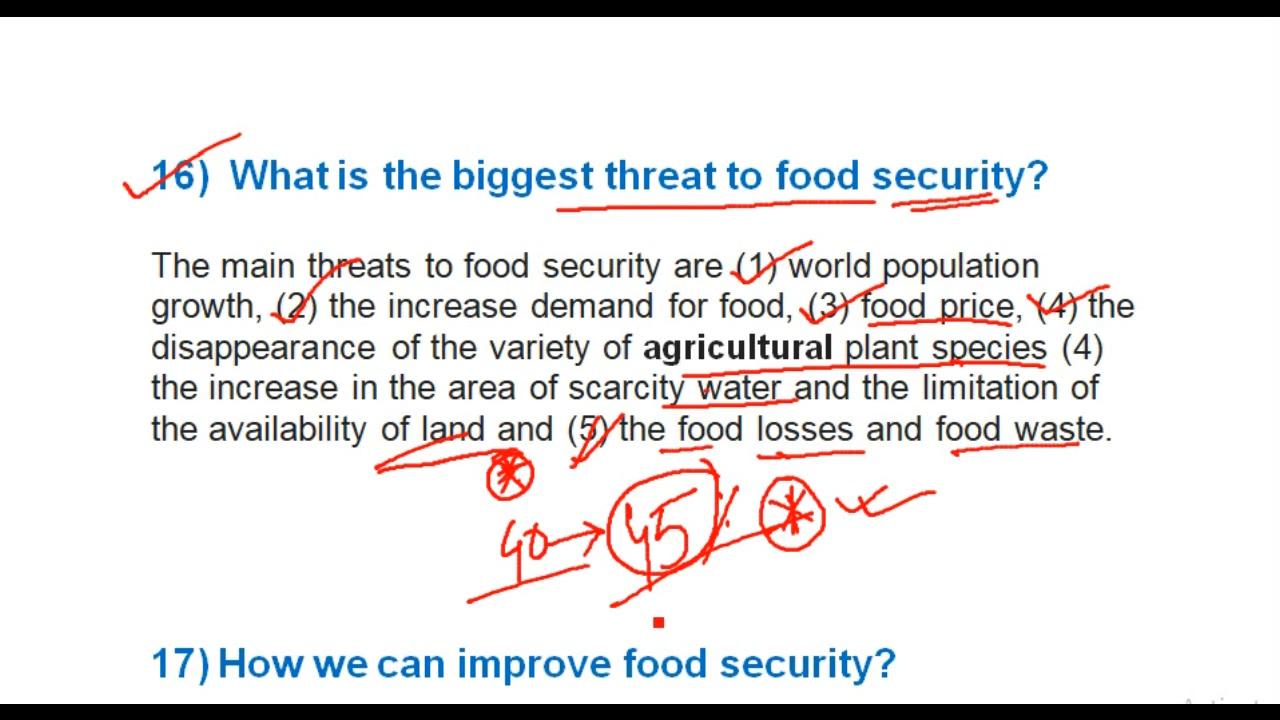 16) What is the biggest threat to food security?
The main threats to food security are (1) world population
growth, (2) the increase demand for food, (3) food price, (4) the
disappearance of the variety of agricultural plant species (4)
the increase in the area of scarcity water and the limitation of
the availability of land and (5) the food losses and food waste.
40 → 45 %
17) How we can improve food security?